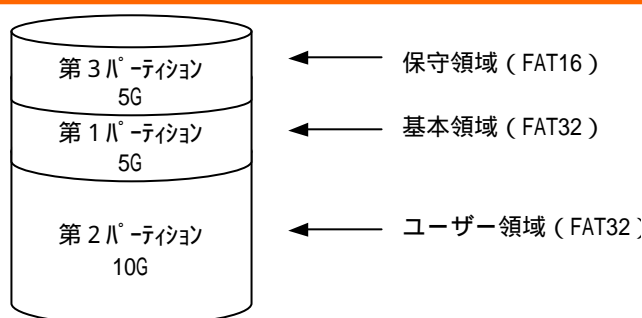 第３ﾊﾟｰﾃｨｼｮﾝ
5G
保守領域（FAT16）
第１ﾊﾟｰﾃｨｼｮﾝ
5G
基本領域（FAT32）
第２ﾊﾟｰﾃｨｼｮﾝ
10G
ユーザー領域（FAT32）